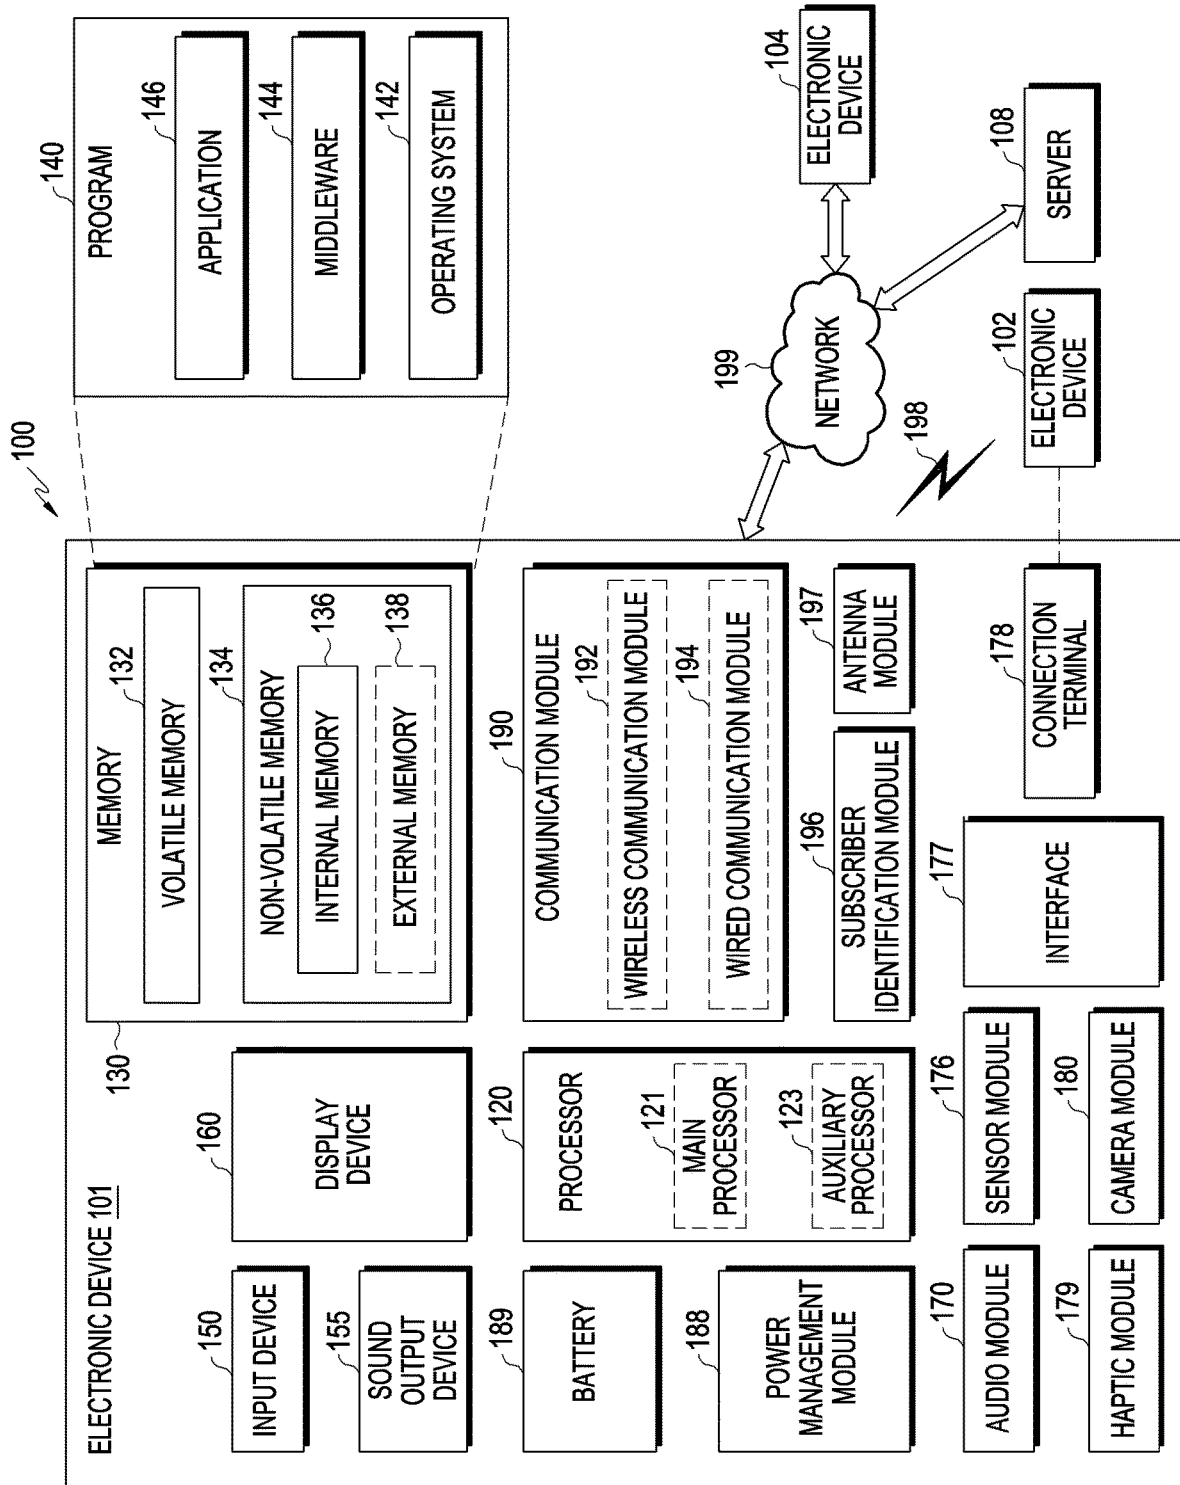 100
ELECTRONIC DEVICE 101
INPUT DEVICE
150
SOUND
OUTPUT
DEVICE
155
BATTERY
189
POWER
MANAGEMENT
MODULE
188
AUDIO MODULE
170
HAPTIC MODULE
179
DISPLAY
DEVICE
160
PROCESSOR
120
MAIN
PROCESSOR
121
AUXILIARY
PROCESSOR
123
SENSOR MODULE
176
CAMERA MODULE
180
130
MEMORY
VOLATILE MEMORY
132
NON-VOLATILE MEMORY
134
INTERNAL MEMORY
136
EXTERNAL MEMORY
138
COMMUNICATION MODULE
190
WIRELESS COMMUNICATION MODULE
192
WIRED COMMUNICATION MODULE
194
SUBSCRIBER
IDENTIFICATION MODULE
196
ANTENNA
MODULE
197
INTERFACE
177
CONNECTION
TERMINAL
178
140
PROGRAM
APPLICATION
146
MIDDLEWARE
144
OPERATING SYSTEM
142
NETWORK
199
198
ELECTRONIC
DEVICE
104
ELECTRONIC
DEVICE
102
SERVER
108